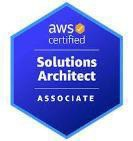 aws
certified
Solutions
Architect
ASSOCIATE